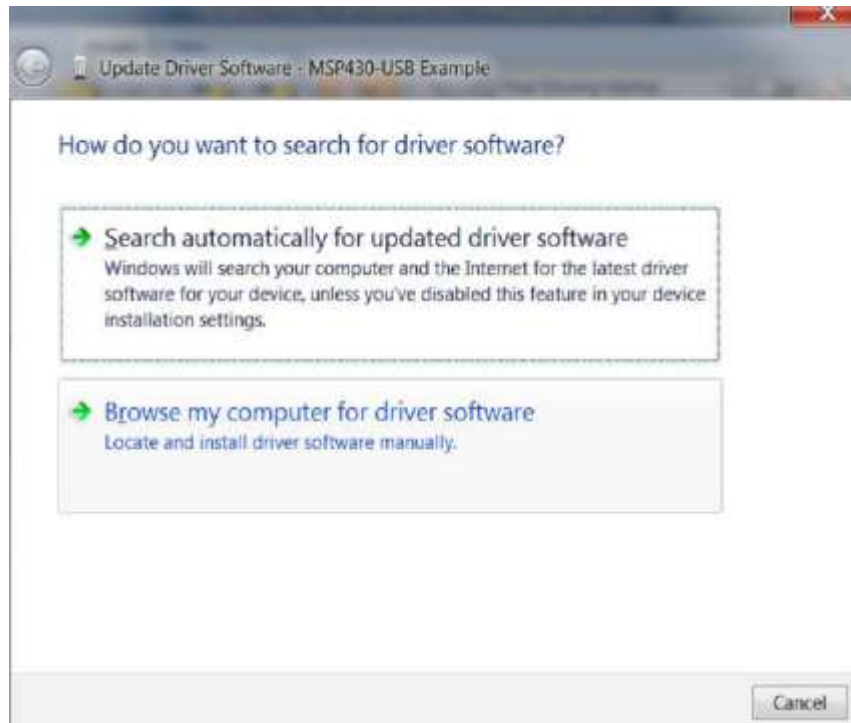 Update Driver Software - MSP430-USB Example
How do you want to search for driver software?
Search automatically for updated driver software
Windows will search your computer and the Internet for the latest driver
software for your device, unless you've disabled this feature in your device
installation settings.
Browse my computer for driver software
Locate and install driver software manually.
Cancel